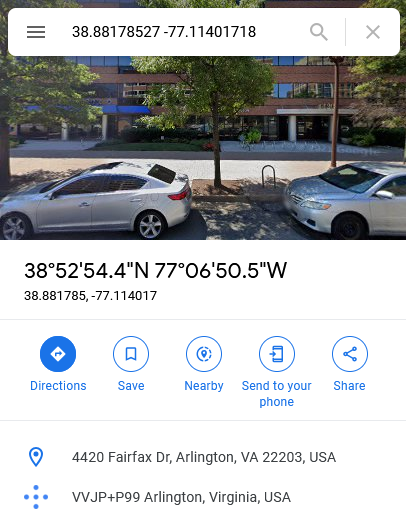 38.88178527 -77.11401718
38°52'54.4"N 77°06'50.5"W
38.881785, -77.114017
Directions
Save
Nearby
Send to your
phone
Share
4420 Fairfax Dr, Arlington, VA 22203, USA
VVJP+P99 Arlington, Virginia, USA